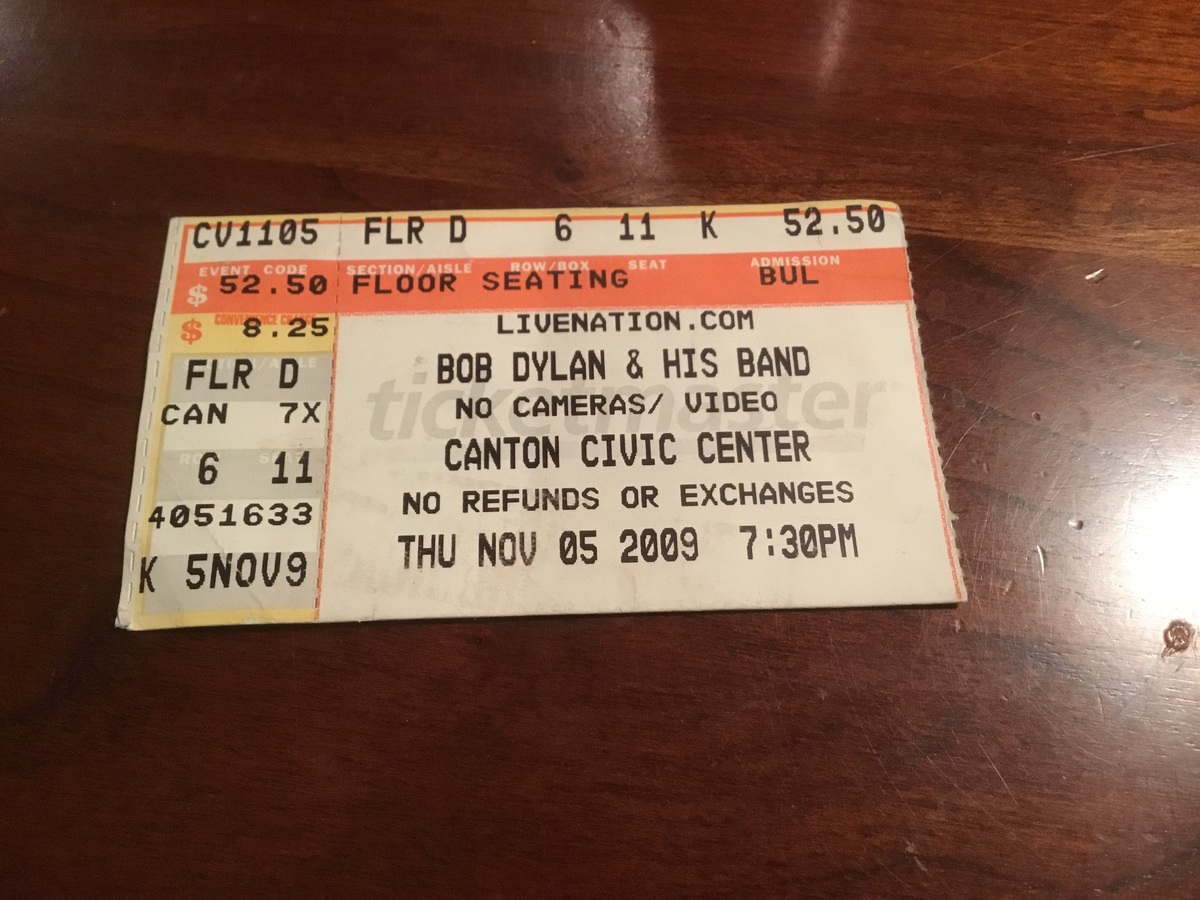 CV1105 FLR D 6 11 K 52.50
EVENT CODE SECTION/AISLE ROW/BOX SEAT ADMISSION
$ 52.50 FLOOR SEATING BUL
CONVENIENCE CHARGE
$ 8.25
LIVENATION.COM
FLR D
BOB DYLAN & HIS BAND
CAN 7X
NO CAMERAS/ VIDEO
ticketmaster
6 11
CANTON CIVIC CENTER
4051633
NO REFUNDS OR EXCHANGES
K 5NOV9
THU NOV 05 2009 7:30PM